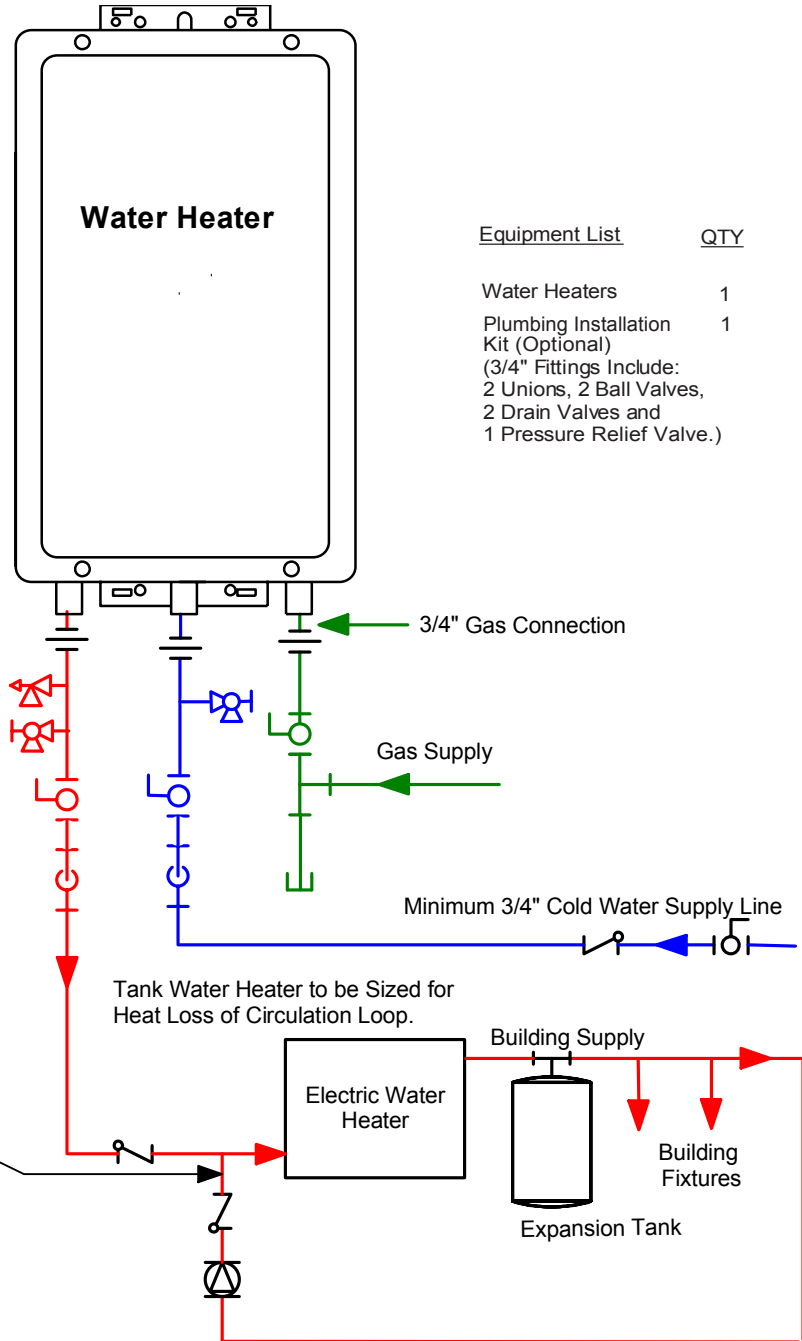 Water Heater
Equipment List QTY
Water Heaters 1
Plumbing Installation 1
Kit (Optional)
(3/4" Fittings Include:
2 Unions, 2 Ball Valves,
2 Drain Valves and
1 Pressure Relief Valve.)
3/4" Gas Connection
Gas Supply
Minimum 3/4" Cold Water Supply Line
Tank Water Heater to be Sized for
Heat Loss of Circulation Loop.
Building Supply
Electric Water
Heater
Building
Fixtures
Expansion Tank